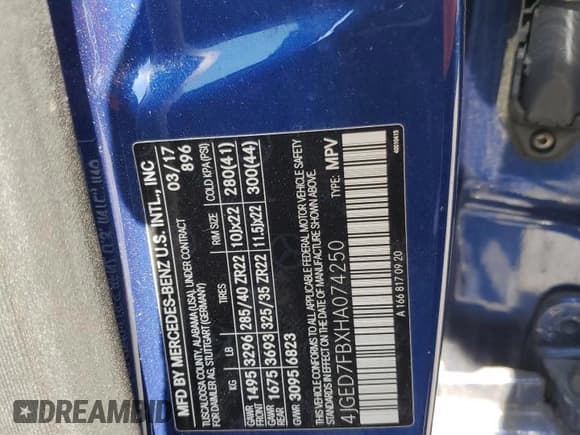 MFD BY MERCEDES-BENZ U.S. INTL., INC
TUSCALOOSA COUNTY, ALABAMA (USA), UNDER CONTRACT 03/17
FOR DAIMLER AG, STUTTGART (GERMANY) 896
KG LB TIRES RIM SIZE COLD KPA(PSI)
GAWR FRONT 1495 3296 285/40 ZR22 10Jx22 280(41)
GAWR REAR 1675 3693 325/35 ZR22 11.5Jx22 300(44)
GVWR 3095 6823
THIS VEHICLE CONFORMS TO ALL APPLICABLE FEDERAL MOTOR VEHICLE SAFETY
STANDARDS IN EFFECT ON THE DATE OF MANUFACTURE SHOWN ABOVE.
4JGED7FBXHA074250 TYPE: MPV
A 166 817 09 20 40010415
DREAMERSCAR